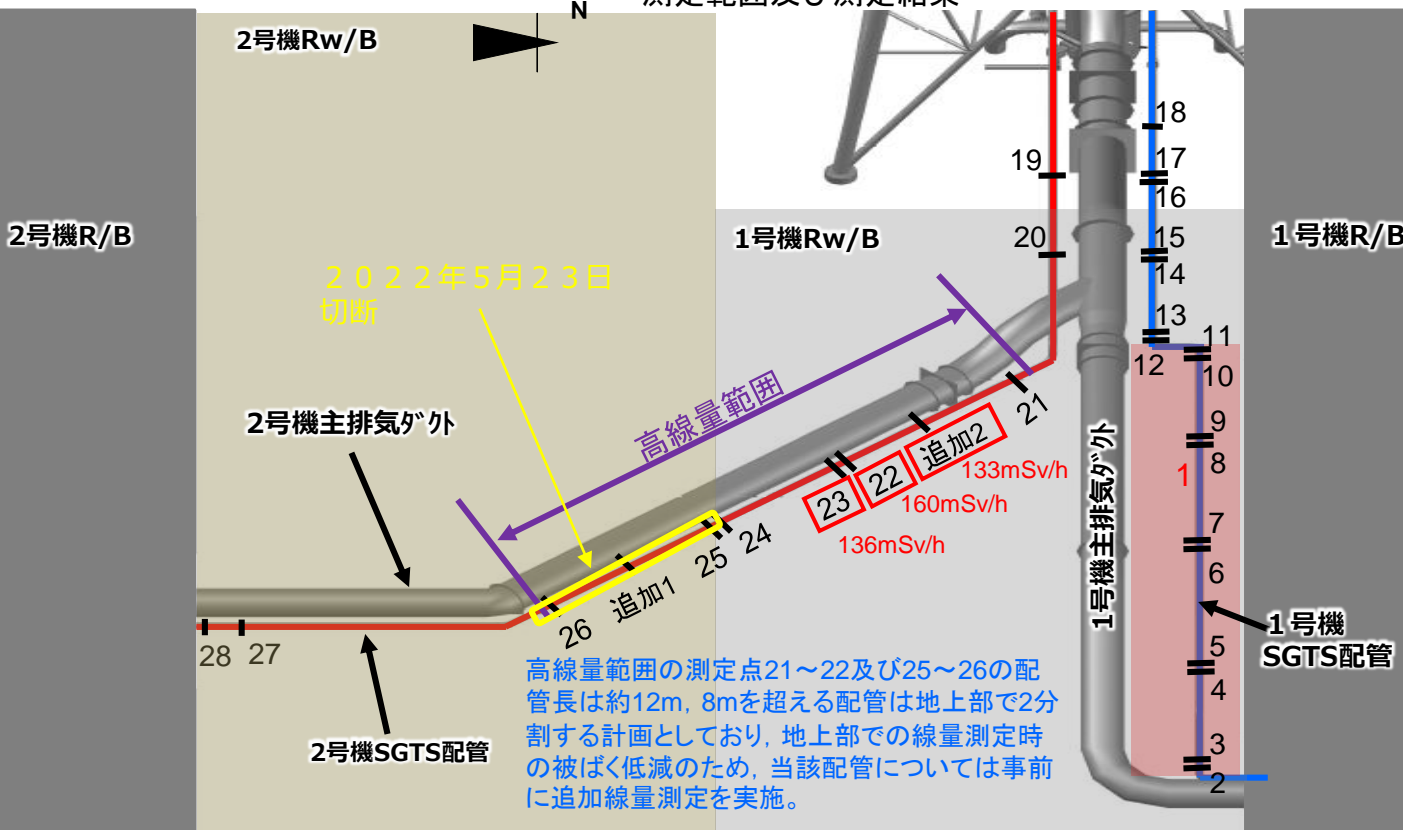 測定範囲及び測定結果
N
2号機Rw/B
2号機R/B
1号機Rw/B
1号機R/B
2022年5月23日
切断
高線量範囲
2号機主排気ダクト
1号機主排気ダクト
18
17
16
15
14
13
12
11
10
9
8
1
7
6
5
4
3
2
19
20
21
追加2
133mSv/h
22
160mSv/h
23
136mSv/h
24
25
追加1
26
27
28
1号機
SGTS配管
2号機SGTS配管
高線量範囲の測定点21～22及び25～26の配
管長は約12m，8mを超える配管は地上部で2分
割する計画としており，地上部での線量測定時
の被ばく低減のため，当該配管については事前
に追加線量測定を実施。